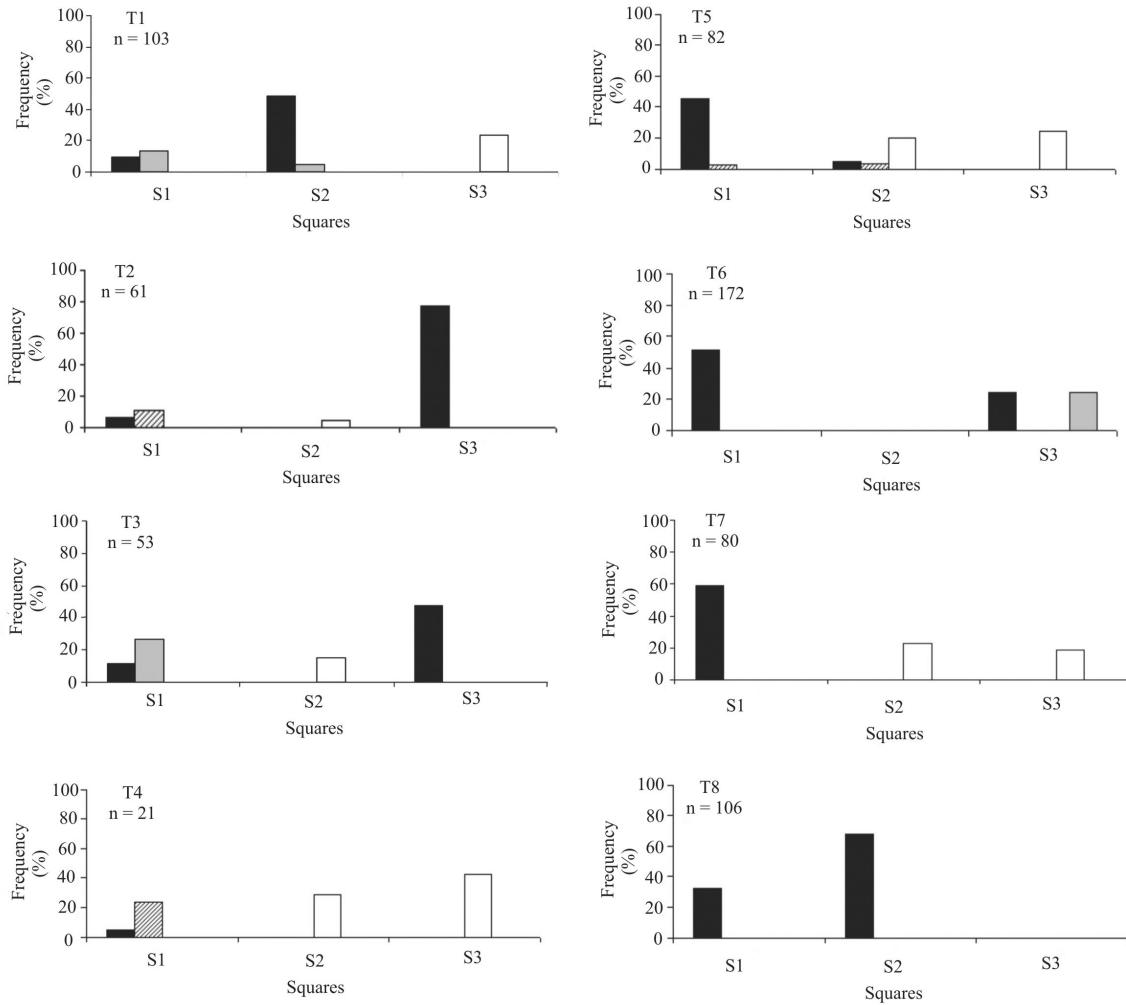 T1
n = 103
Frequency
(%)
100
80
60
40
20
0
S1 S2 S3
Squares
T5
n = 82
Frequency
(%)
100
80
60
40
20
0
S1 S2 S3
Squares
T2
n = 61
Frequency
(%)
100
80
60
40
20
0
S1 S2 S3
Squares
T6
n = 172
Frequency
(%)
100
80
60
40
20
0
S1 S2 S3
Squares
T3
n = 53
Frequency
(%)
100
80
60
40
20
0
S1 S2 S3
Squares
T7
n = 80
Frequency
(%)
100
80
60
40
20
0
S1 S2 S3
Squares
T4
n = 21
Frequency
(%)
100
80
60
40
20
0
S1 S2 S3
Squares
T8
n = 106
Frequency
(%)
100
80
60
40
20
0
S1 S2 S3
Squares